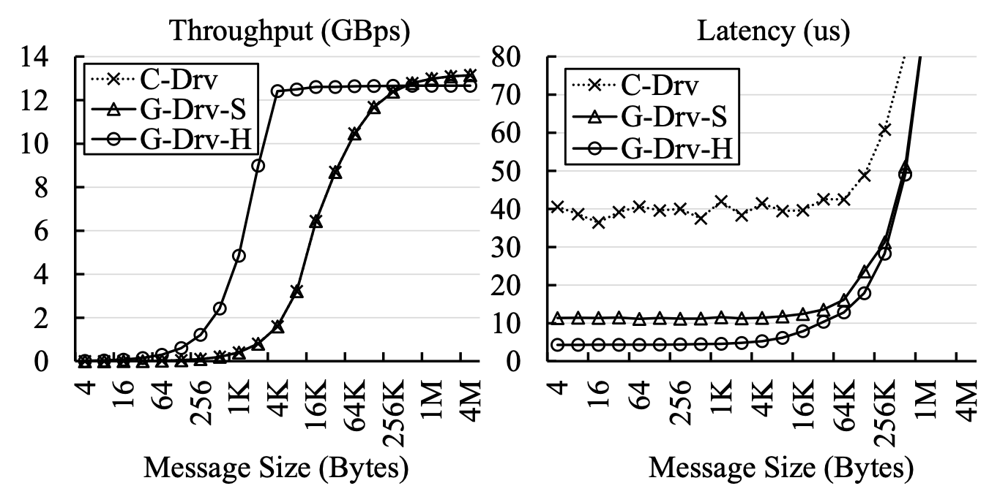 Throughput (GBps)
14
12
10
8
6
4
2
0
C-Drv
G-Drv-S
G-Drv-H
4
16
64
256
1K
4K
16K
64K
256K
1M
4M
Message Size (Bytes)
Latency (us)
80
70
60
50
40
30
20
10
0
C-Drv
G-Drv-S
G-Drv-H
4
16
64
256
1K
4K
16K
64K
256K
1M
4M
Message Size (Bytes)